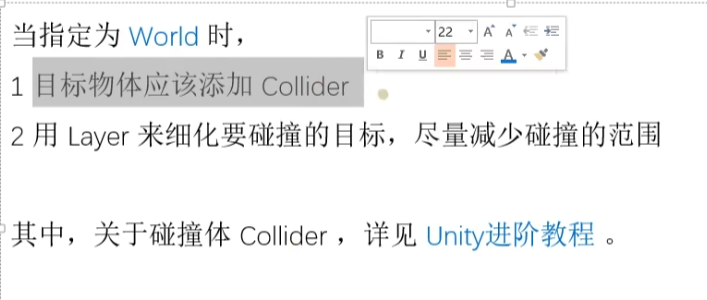 当指定为 World 时，
22
B I U
1 目标物体应该添加 Collider
2 用 Layer 来细化要碰撞的目标，尽量减少碰撞的范围
其中，关于碰撞体 Collider ，详见 Unity进阶教程 。